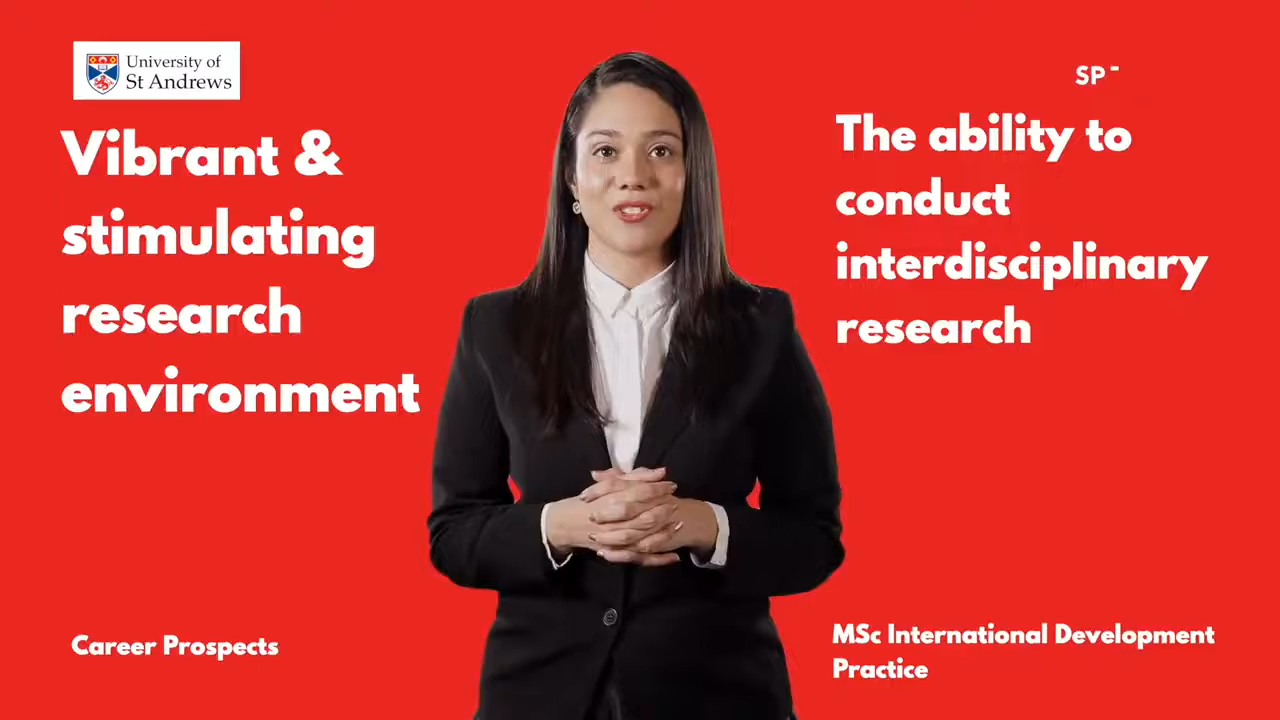 University of
St Andrews
Vibrant &
stimulating
research
environment
SP
The ability to
conduct
interdisciplinary
research
Career Prospects
MSc International Development
Practice